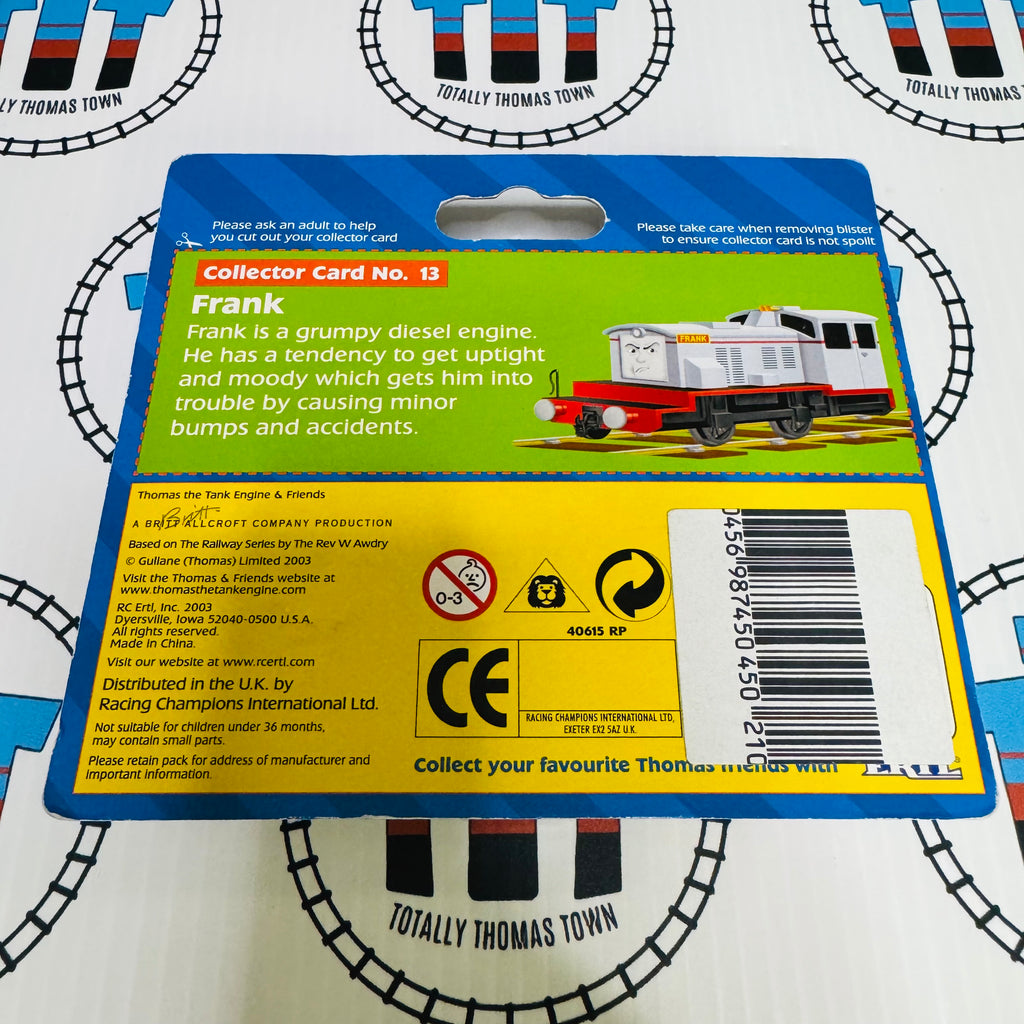 LY THOMAS TOWN
TOTALLY THOMAS TOWN
TOTALLY THOMAS
Please ask an adult to help
you cut out your collector card
Please take care when removing blister
to ensure collector card is not spoilt
Collector Card No. 13
Frank
Frank is a grumpy diesel engine.
He has a tendency to get uptight
and moody which gets him into
trouble by causing minor
bumps and accidents.
FRANK
Thomas the Tank Engine & Friends
Britt
A BRITT ALLCROFT COMPANY PRODUCTION
Based on The Railway Series by The Rev W Awdry
© Gullane (Thomas) Limited 2003
Visit the Thomas & Friends website at
www.thomasthetankengine.com
RC Ertl, Inc. 2003
Dyersville, Iowa 52040-0500 U.S.A.
All rights reserved.
Made in China.
Visit our website at www.rcertl.com
Distributed in the U.K. by
Racing Champions International Ltd.
Not suitable for children under 36 months,
may contain small parts.
Please retain pack for address of manufacturer and
important information.
0-3
40615 RP
CE
RACING CHAMPIONS INTERNATIONAL LTD,
EXETER EX2 5AZ U.K.
0456 987450 450 210
Collect your favourite Thomas friends with
ERTL
TOTALLY THOMAS TOWN